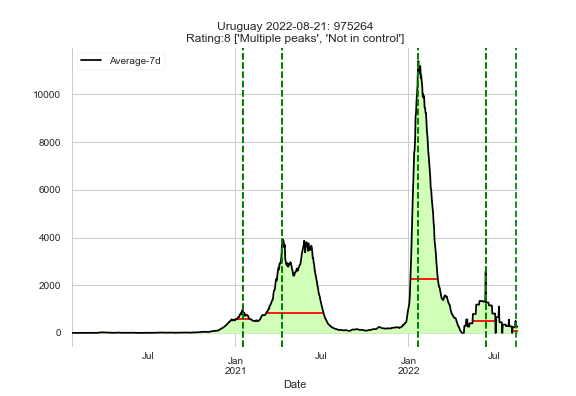 Uruguay 2022-08-21: 975264
Rating:8 ['Multiple peaks', 'Not in control']
Average-7d
10000
8000
6000
4000
2000
0
Jul
Jan
2021
Jul
Jan
2022
Jul
Date